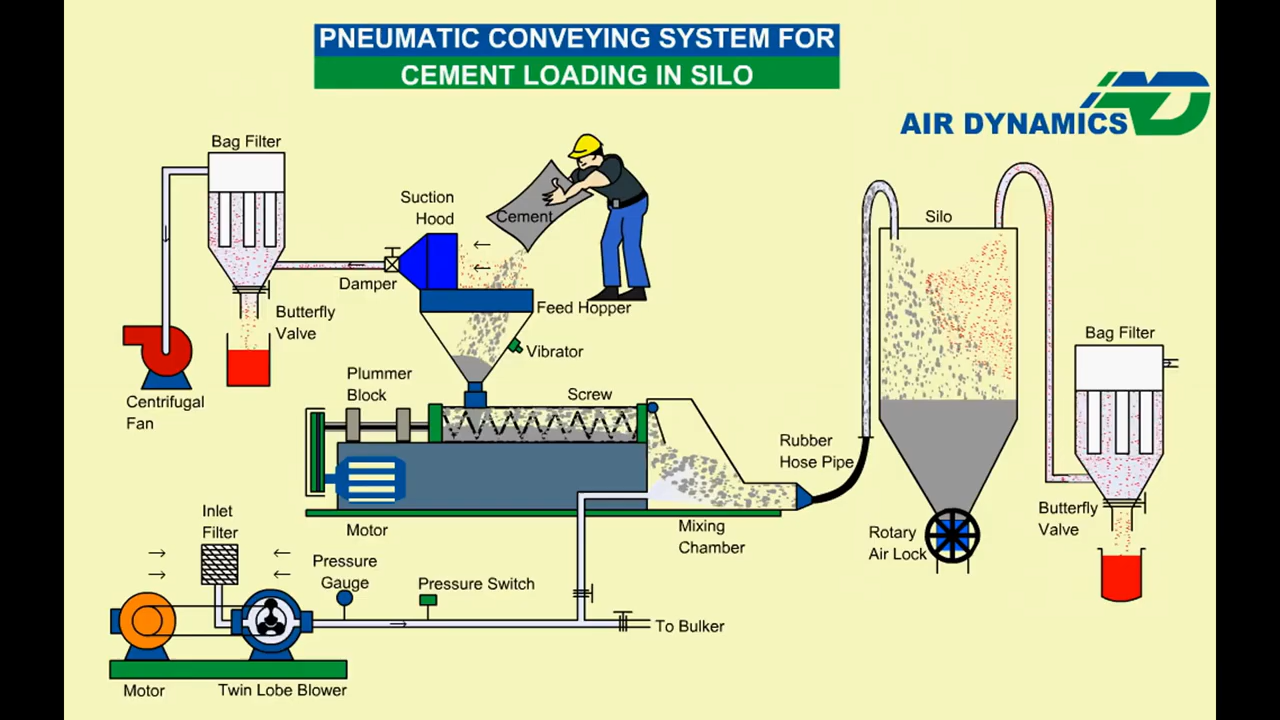 PNEUMATIC CONVEYING SYSTEM FOR
CEMENT LOADING IN SILO
AIR DYNAMICS
Bag Filter
Suction
Hood
Cement
Silo
Damper
Feed Hopper
Butterfly
Valve
Vibrator
Bag Filter
Centrifugal
Fan
Plummer
Block
Screw
Rubber
Hose Pipe
Inlet
Filter
Motor
Mixing
Chamber
Rotary
Air Lock
Butterfly
Valve
Pressure
Gauge
Pressure Switch
To Bulker
Motor
Twin Lobe Blower